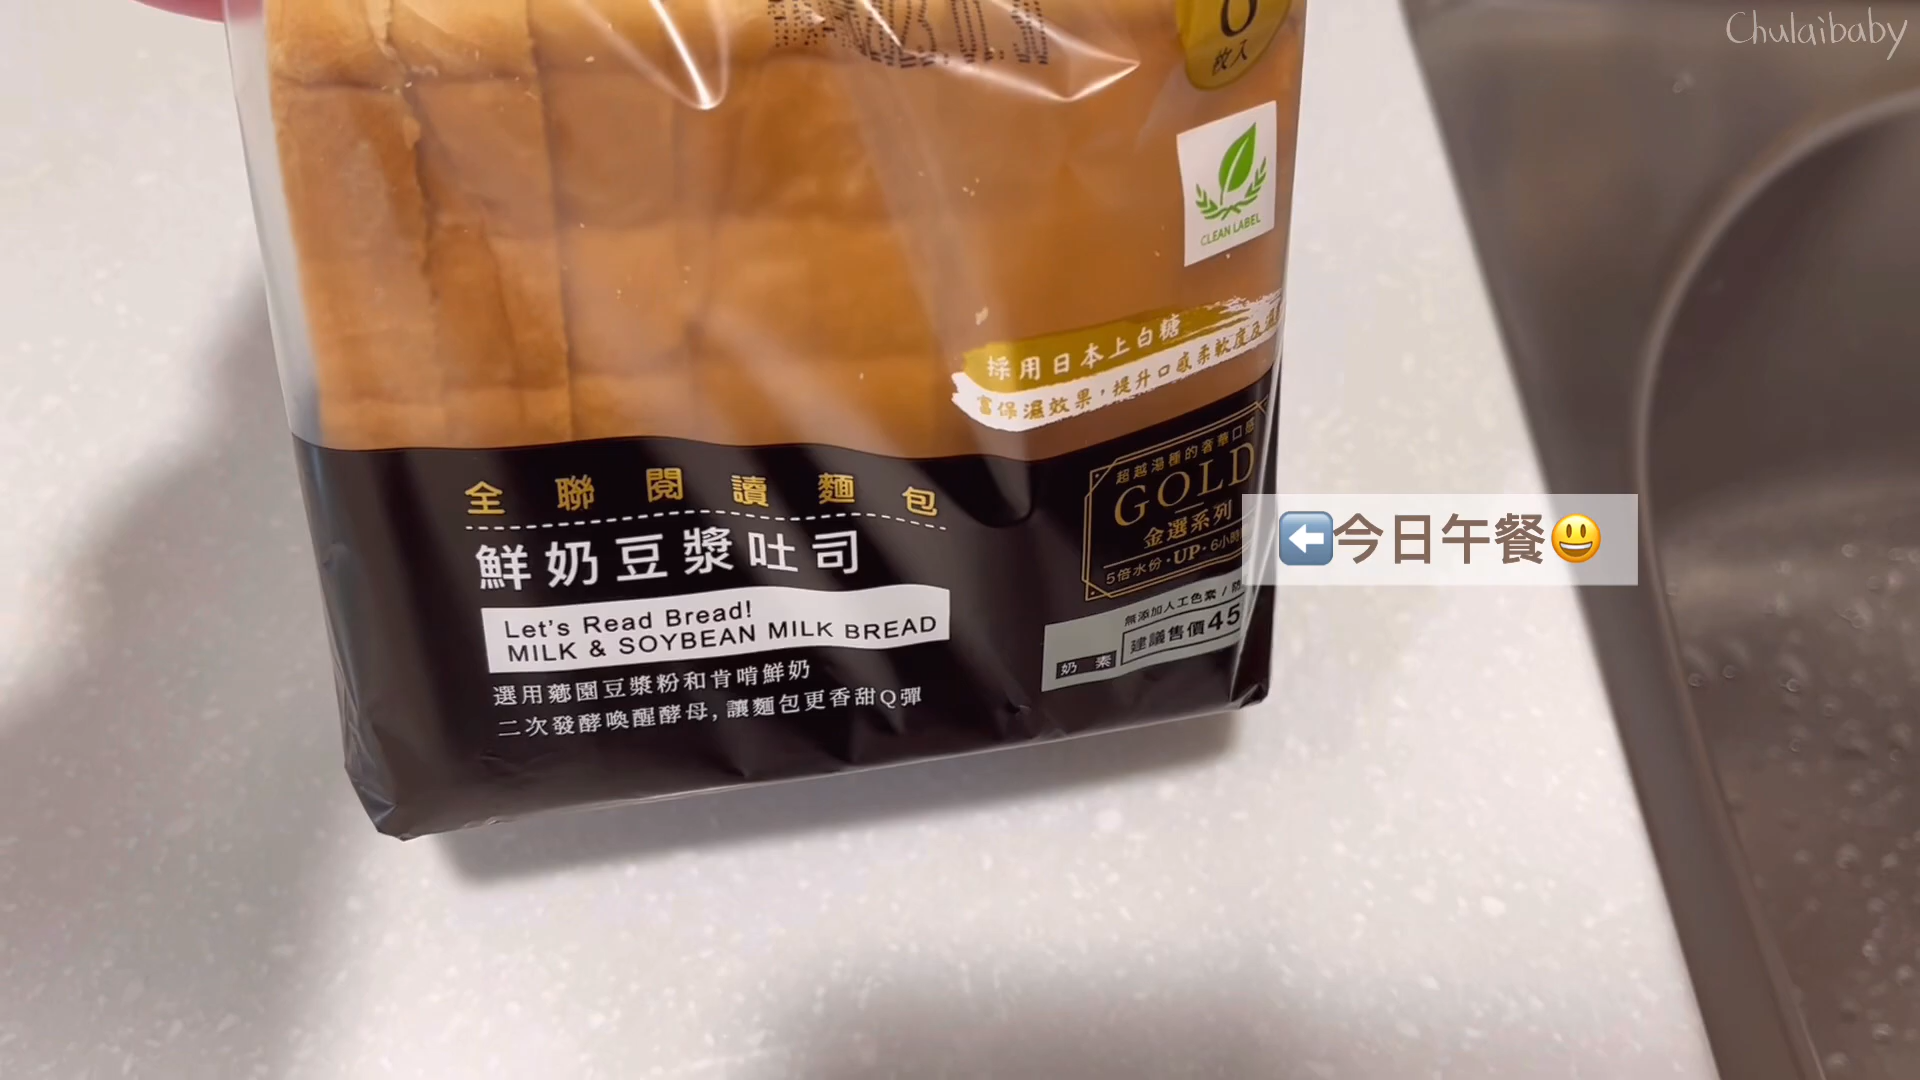 Chulaibaby
枚入
CLEAN LABEL
採用日本上白糖
富保濕效果，提升口感柔軟度及
全聯閱讀麵包
鮮奶豆漿吐司
Let's Read Bread!
MILK & SOYBEAN MILK BREAD
選用薌園豆漿粉和肯啃鮮奶
二次發酵喚醒酵母,讓麵包更香甜Q彈
超越湯種的奢華口感
GOLD
金選系列
5倍水份·UP·6小時
無添加人工色素 /
建議售價45
奶 素
⬅️今日午餐😃